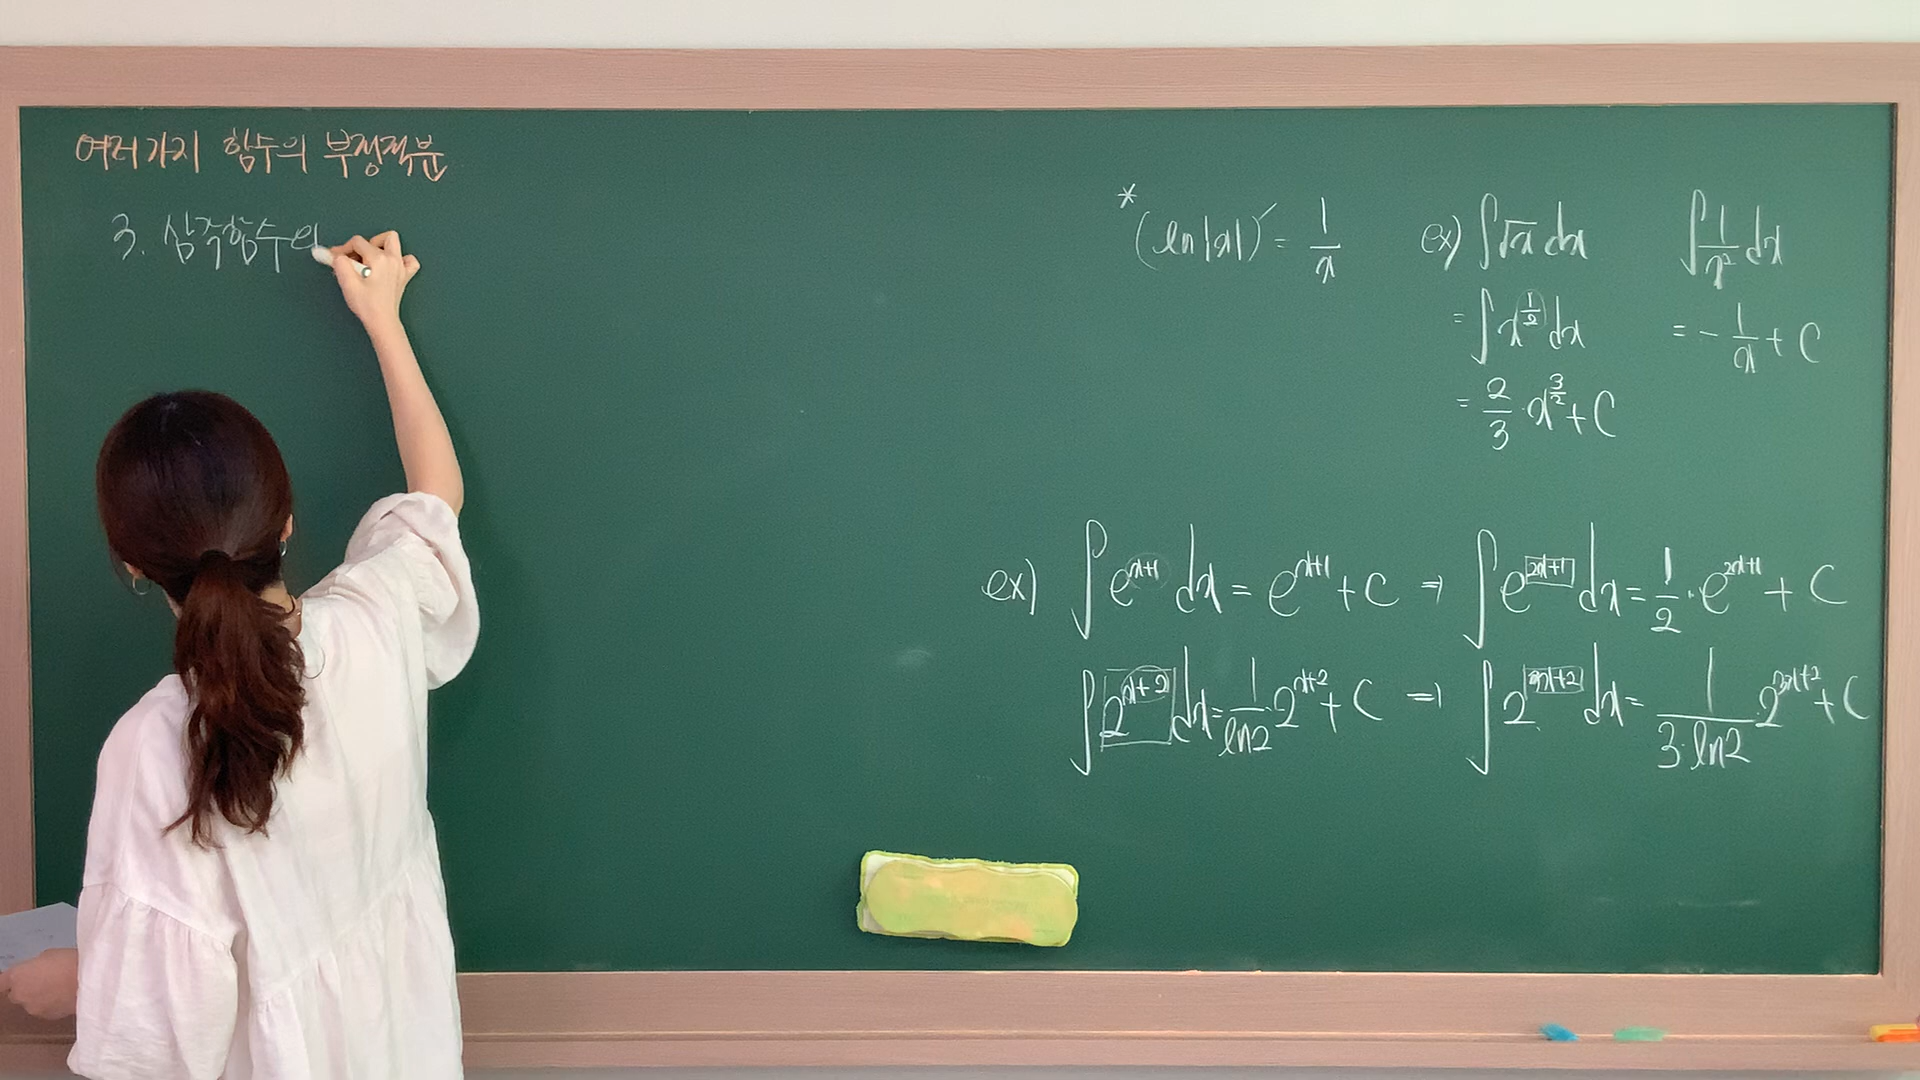 여러가지 함수의 부정적분
3. 삼각함수의
* (ln|x|)′ = 1/x
ex) ∫√x dx
= ∫x^(1/2) dx
= 2/3 · x^(3/2) + C
∫1/x² dx
= - 1/x + C
ex) ∫e^(x+1) dx = e^(x+1) + C ⇒ ∫e^(2x+1) dx = 1/2 · e^(2x+1) + C
∫2^(x+2) dx = 1/ln2 · 2^(x+2) + C ⇒ ∫2^(3x+2) dx = 1/(3·ln2) · 2^(3x+2) + C